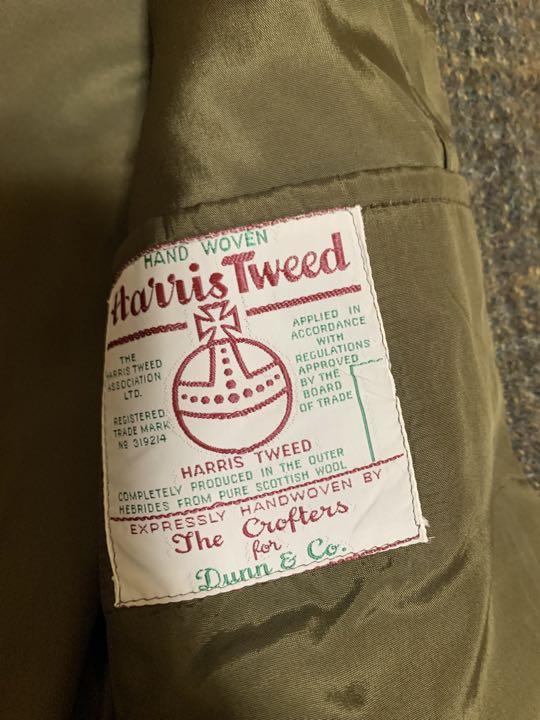 HAND WOVEN
Harris Tweed
THE
HARRIS TWEED
ASSOCIATION
LTD.
REGISTERED
TRADE MARK
Nº 319214
APPLIED IN
ACCORDANCE
WITH
REGULATIONS
APPROVED
BY THE
BOARD
OF TRADE
HARRIS TWEED
COMPLETELY PRODUCED IN THE OUTER
HEBRIDES FROM PURE SCOTTISH WOOL
EXPRESSLY HANDWOVEN BY
The Crofters
for
Dunn & Co.